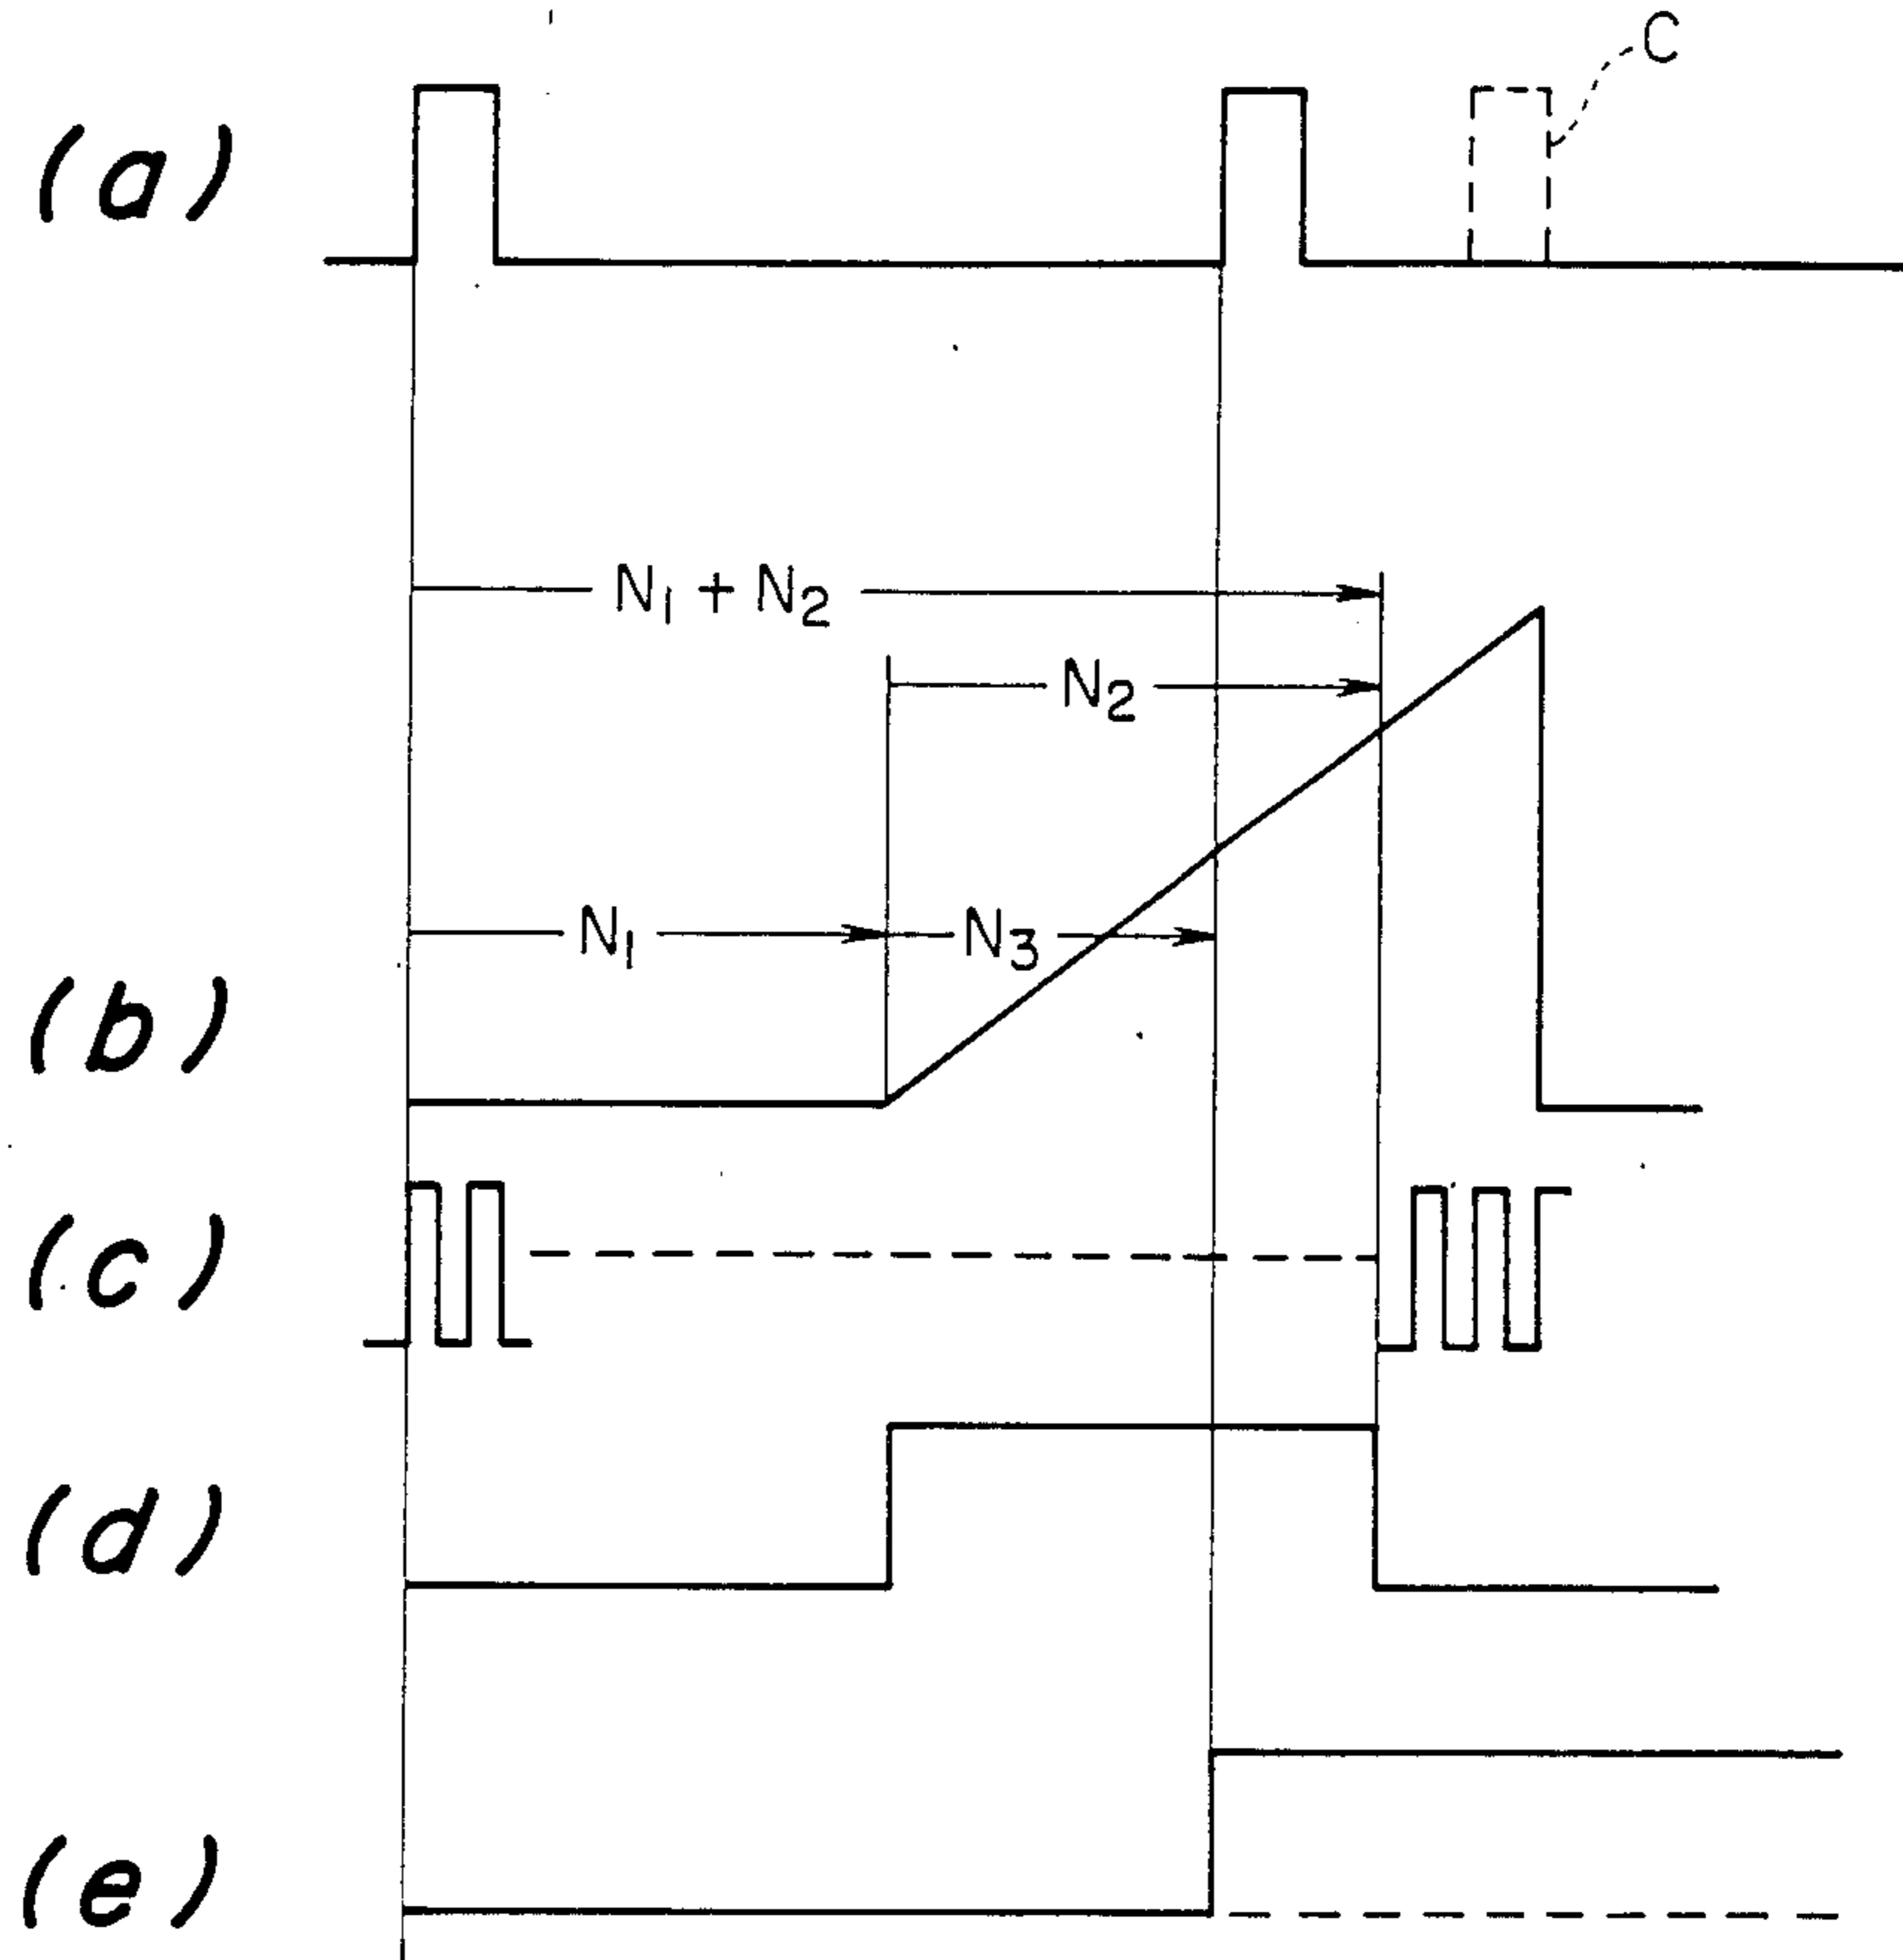 C
(a)
N₁ + N₂
N₂
N₁
N₃
(b)
(c)
(d)
(e)